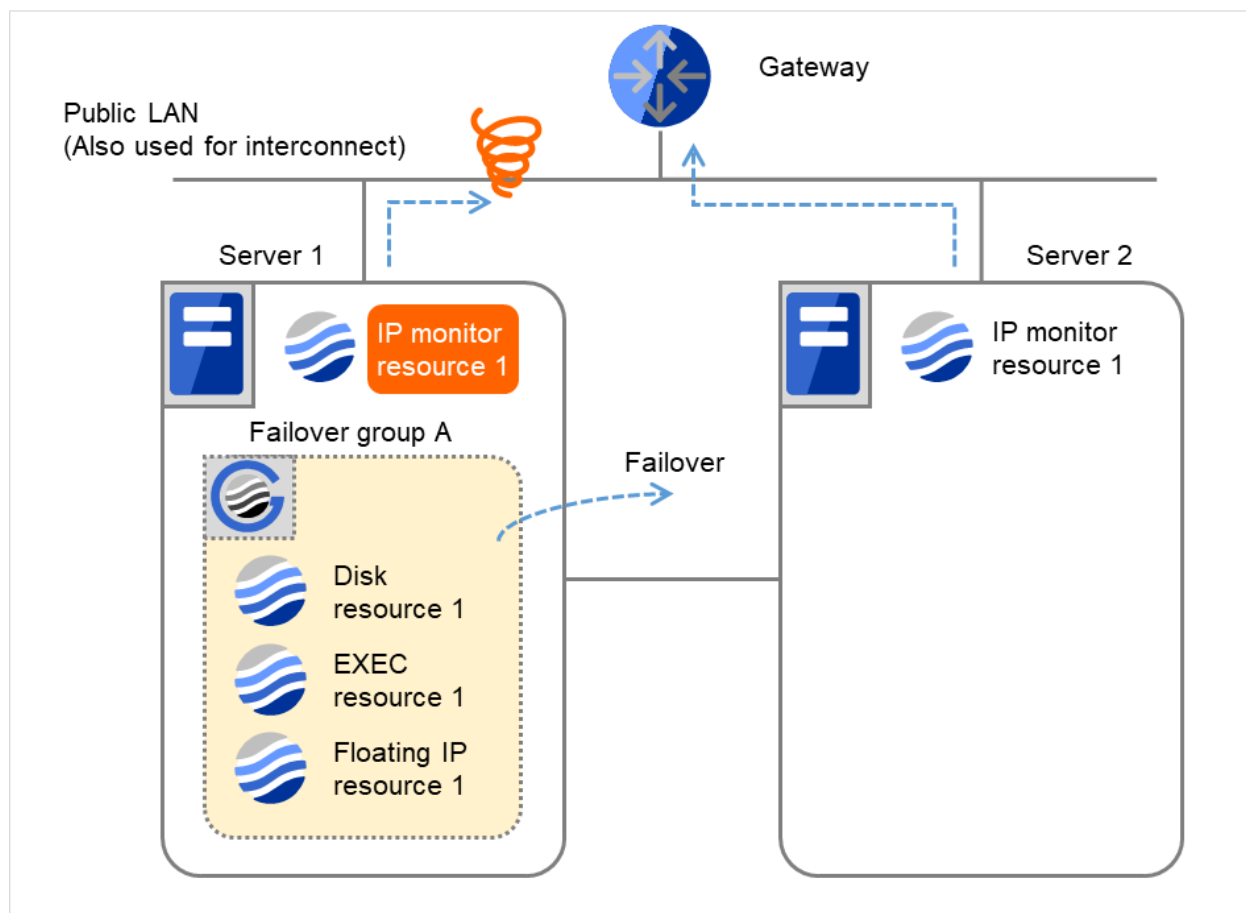 Gateway
Public LAN
(Also used for interconnect)
Server 1
Server 2
IP monitor
resource 1
IP monitor
resource 1
Failover group A
Failover
Disk
resource 1
EXEC
resource 1
Floating IP
resource 1